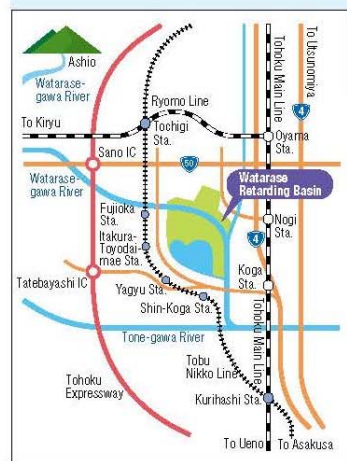 Ashio
Watarase-
gawa River
Ryomo Line
To Kiryu
Tochigi
Sta.
Tohoku Main Line
To Utsunomiya
4
Oyama
Sta.
Sano IC
50
Watarase-
gawa River
Watarase
Retarding Basin
Fujioka
Sta.
Nogi
Sta.
4
Itakura-
Toyodai-
mae Sta.
Tatebayashi IC
Koga
Sta.
Yagyu Sta.
Shin-Koga Sta.
Tone-gawa River
Tobu
Nikko Line
Tohoku Main Line
Tohoku
Expressway
Kurihashi Sta.
To Ueno
To Asakusa